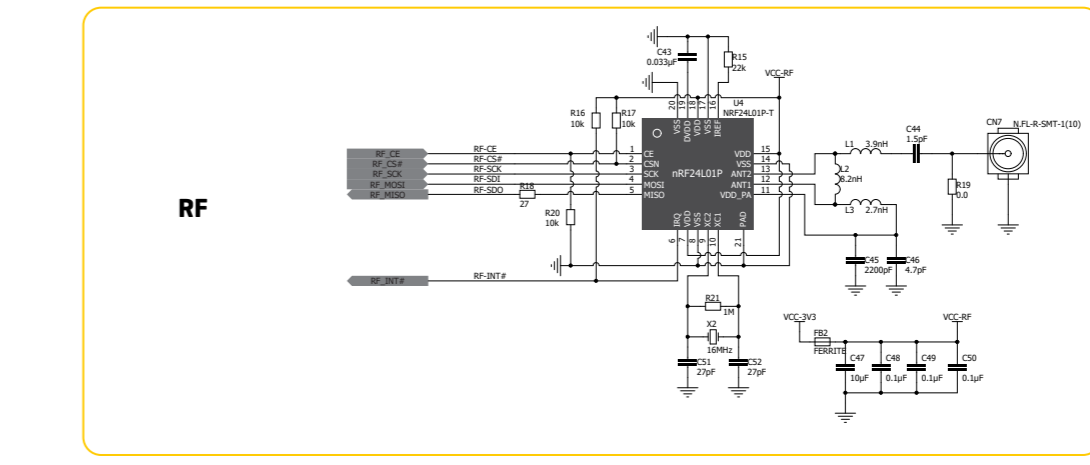 RF
C43
0.033µF
R15
22k
VCC-RF
U4
NRF24L01P-T
R16
10k
R17
10k
20
19
18
17
16
VSS
DVDD
VDD
VSS
IREF
CN7
N.FL-R-SMT-1(10)
C44
1.5pF
L1 3.9nH
RF_CE
RF-CE
1
CE
VDD
15
RF_CS#
RF-CS#
2
CSN
VSS
14
RF_SCK
RF-SCK
3
SCK
nRF24L01P
ANT2
13
L2
8.2nH
RF_MOSI
RF-SDI
4
MOSI
ANT1
12
RF_MISO
RF-SDO
R18
27
5
MISO
VDD_PA
11
R19
0.0
L3 2.7nH
R20
10k
IRQ
VDD
VSS
XC2
XC1
PAD
6
7
8
9
10
21
C45
2200pF
C46
4.7pF
RF_INT#
RF-INT#
R21
1M
X2
16MHz
C51
27pF
C52
27pF
VCC-3V3
VCC-RF
FB2
FERRITE
C47
10µF
C48
0.1µF
C49
0.1µF
C50
0.1µF